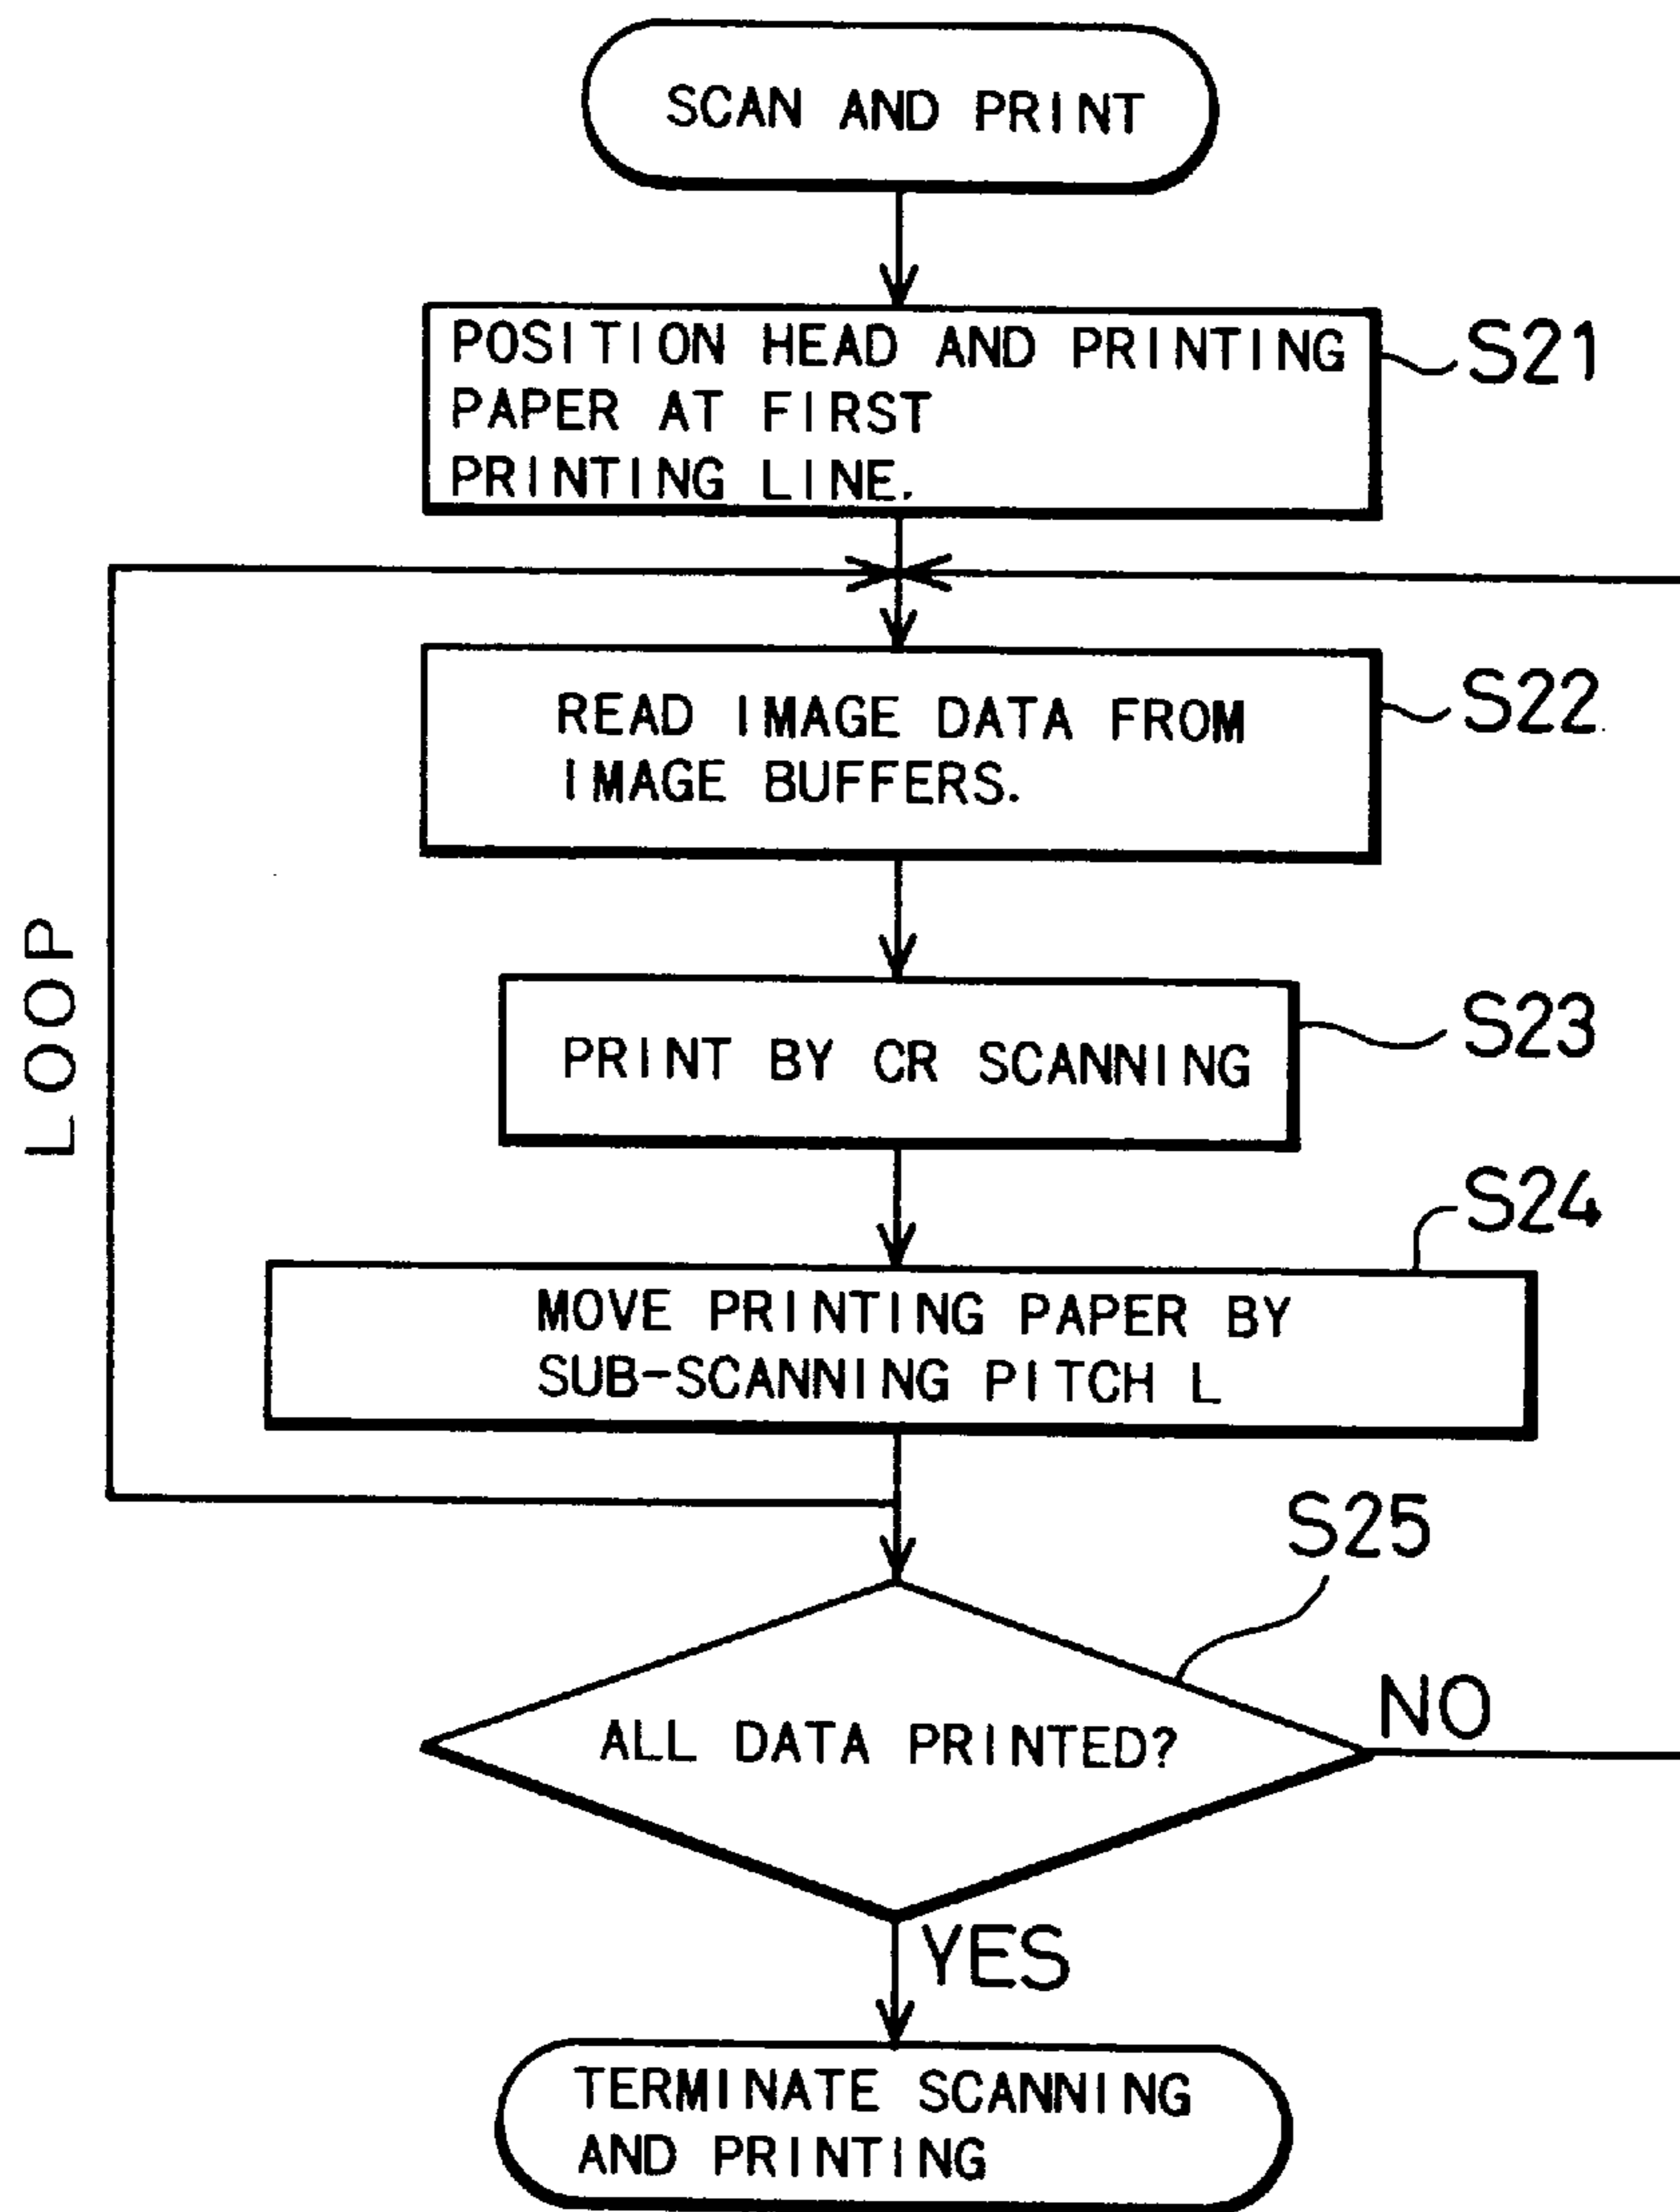 SCAN AND PRINT
POSITION HEAD AND PRINTING
PAPER AT FIRST
PRINTING LINE.
S21
READ IMAGE DATA FROM
IMAGE BUFFERS.
S22
LOOP
PRINT BY CR SCANNING
S23
S24
MOVE PRINTING PAPER BY
SUB-SCANNING PITCH L
S25
ALL DATA PRINTED?
NO
YES
TERMINATE SCANNING
AND PRINTING